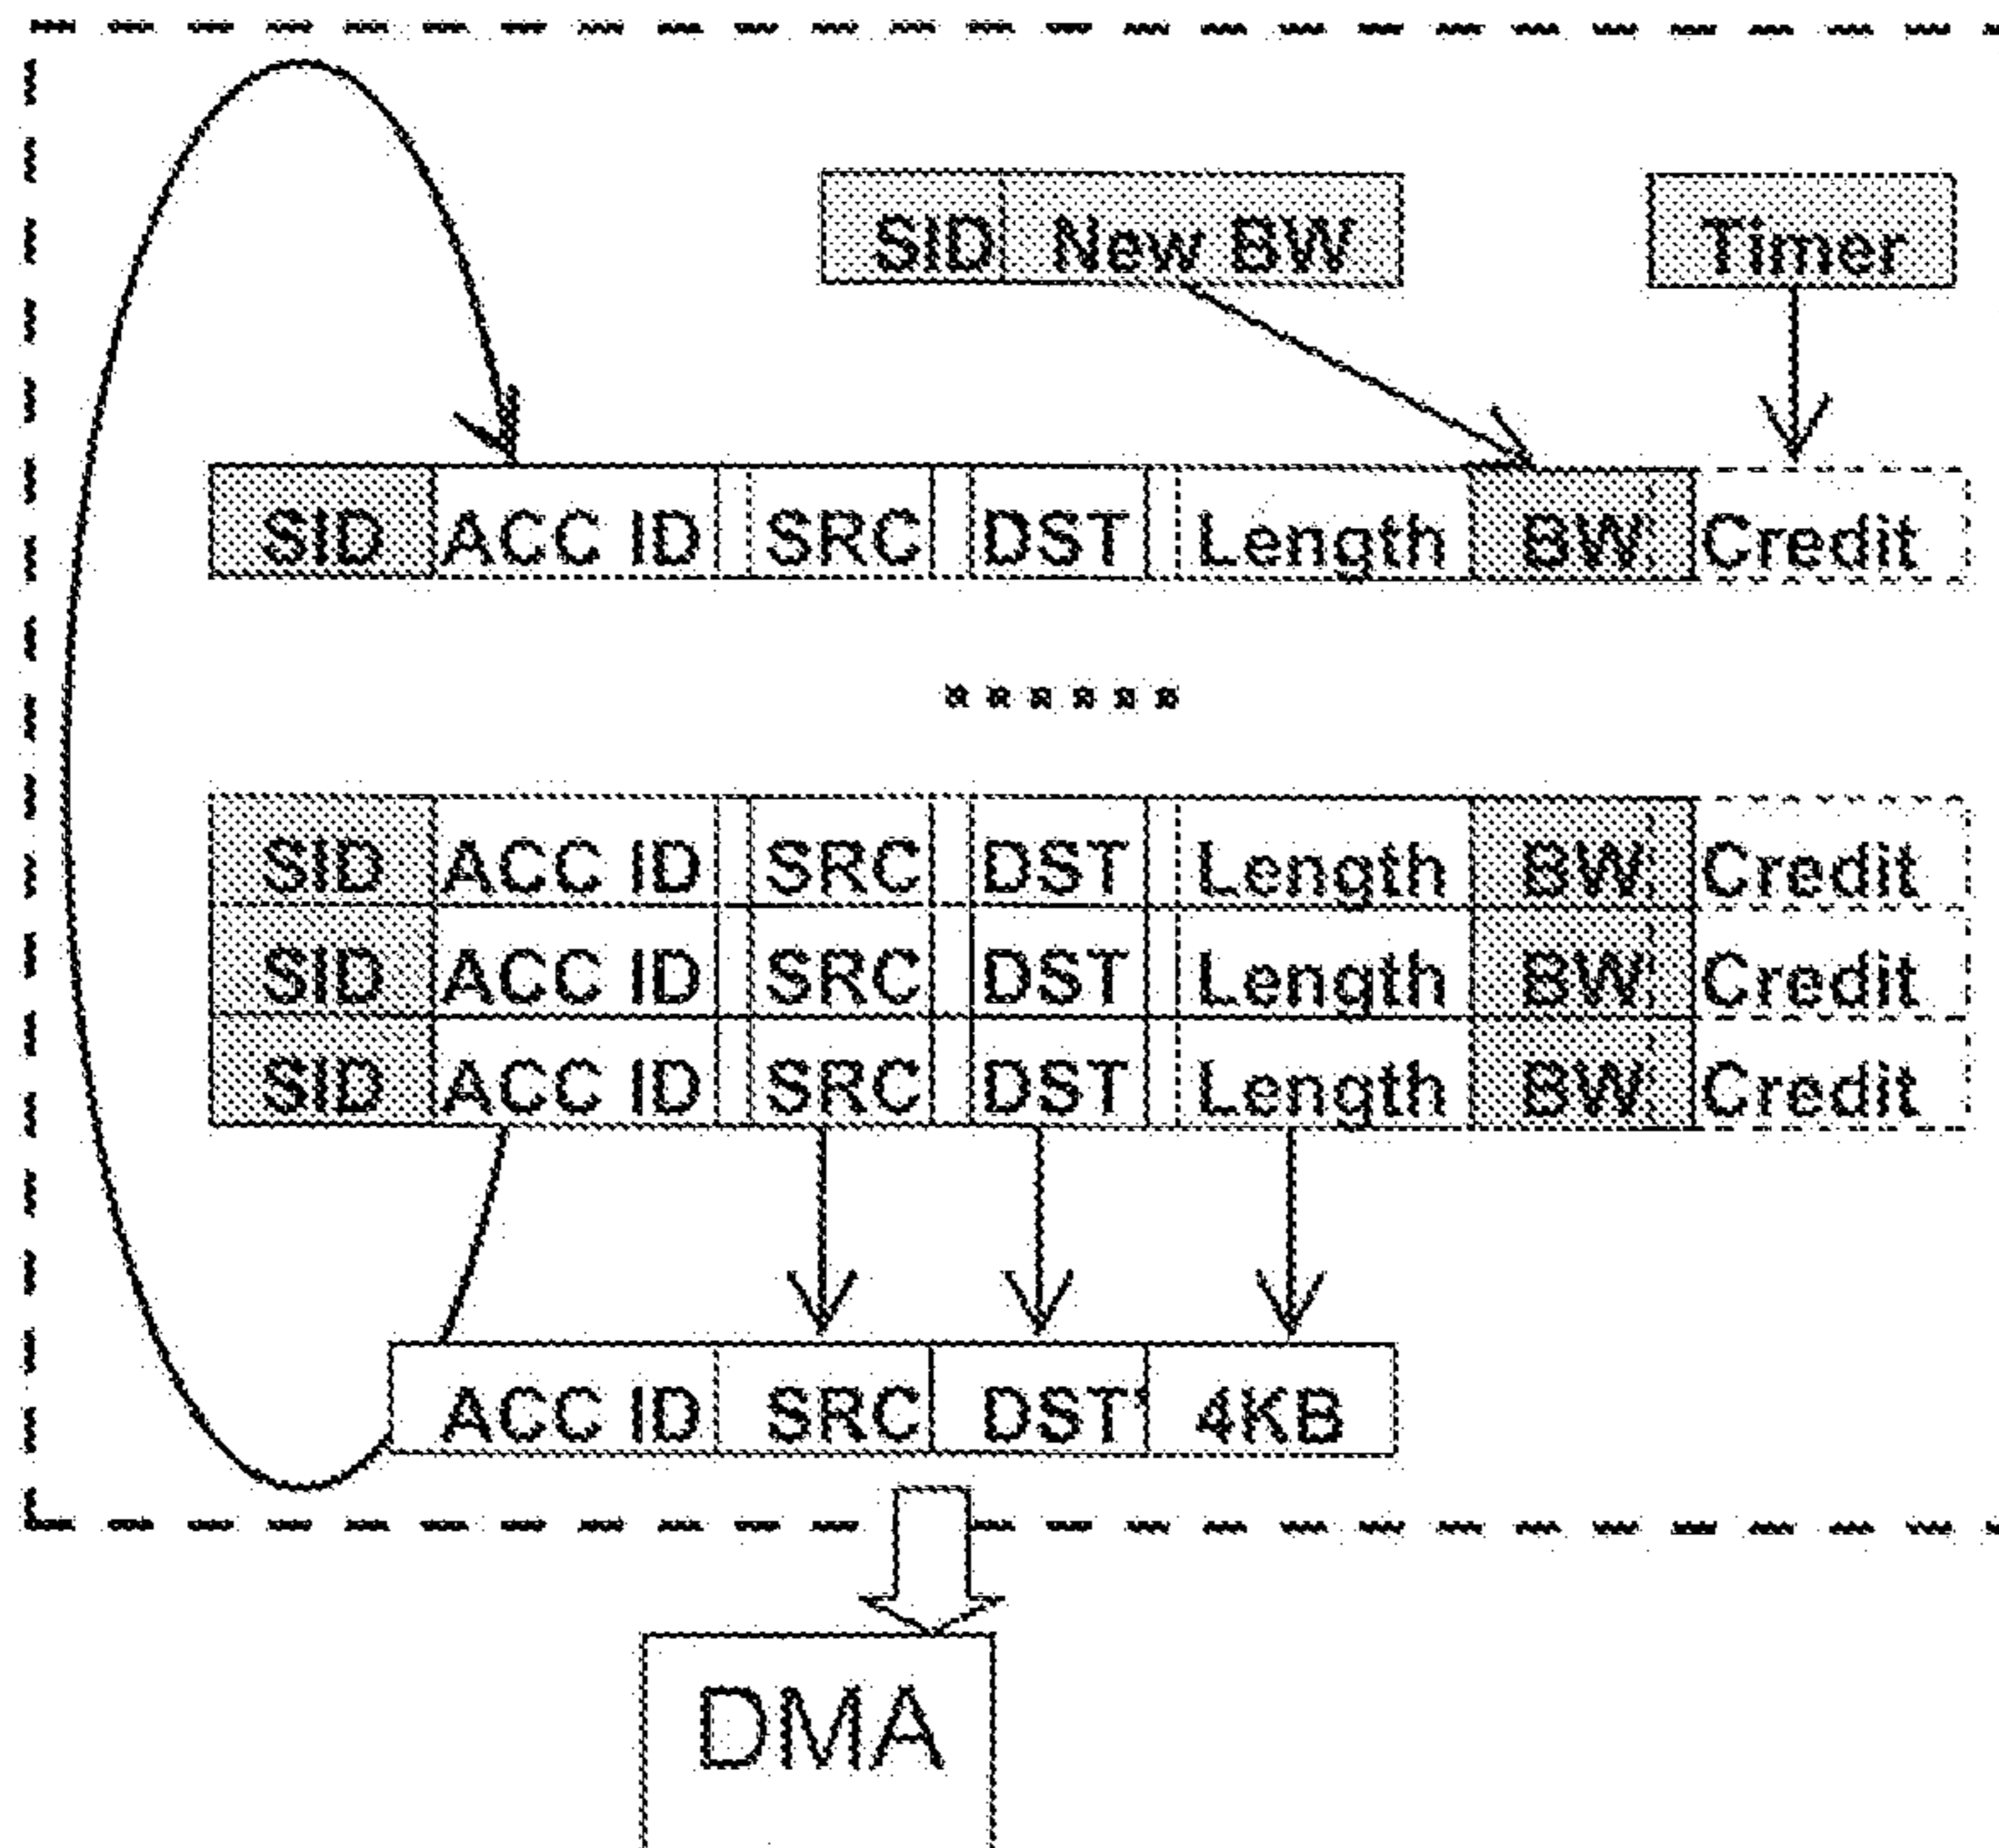 SID New BW Timer
SID ACC ID SRC DST Length BW Credit
SID ACC ID SRC DST Length BW Credit
SID ACC ID SRC DST Length BW Credit
SID ACC ID SRC DST Length BW Credit
ACC ID SRC DST' 4KB
DMA